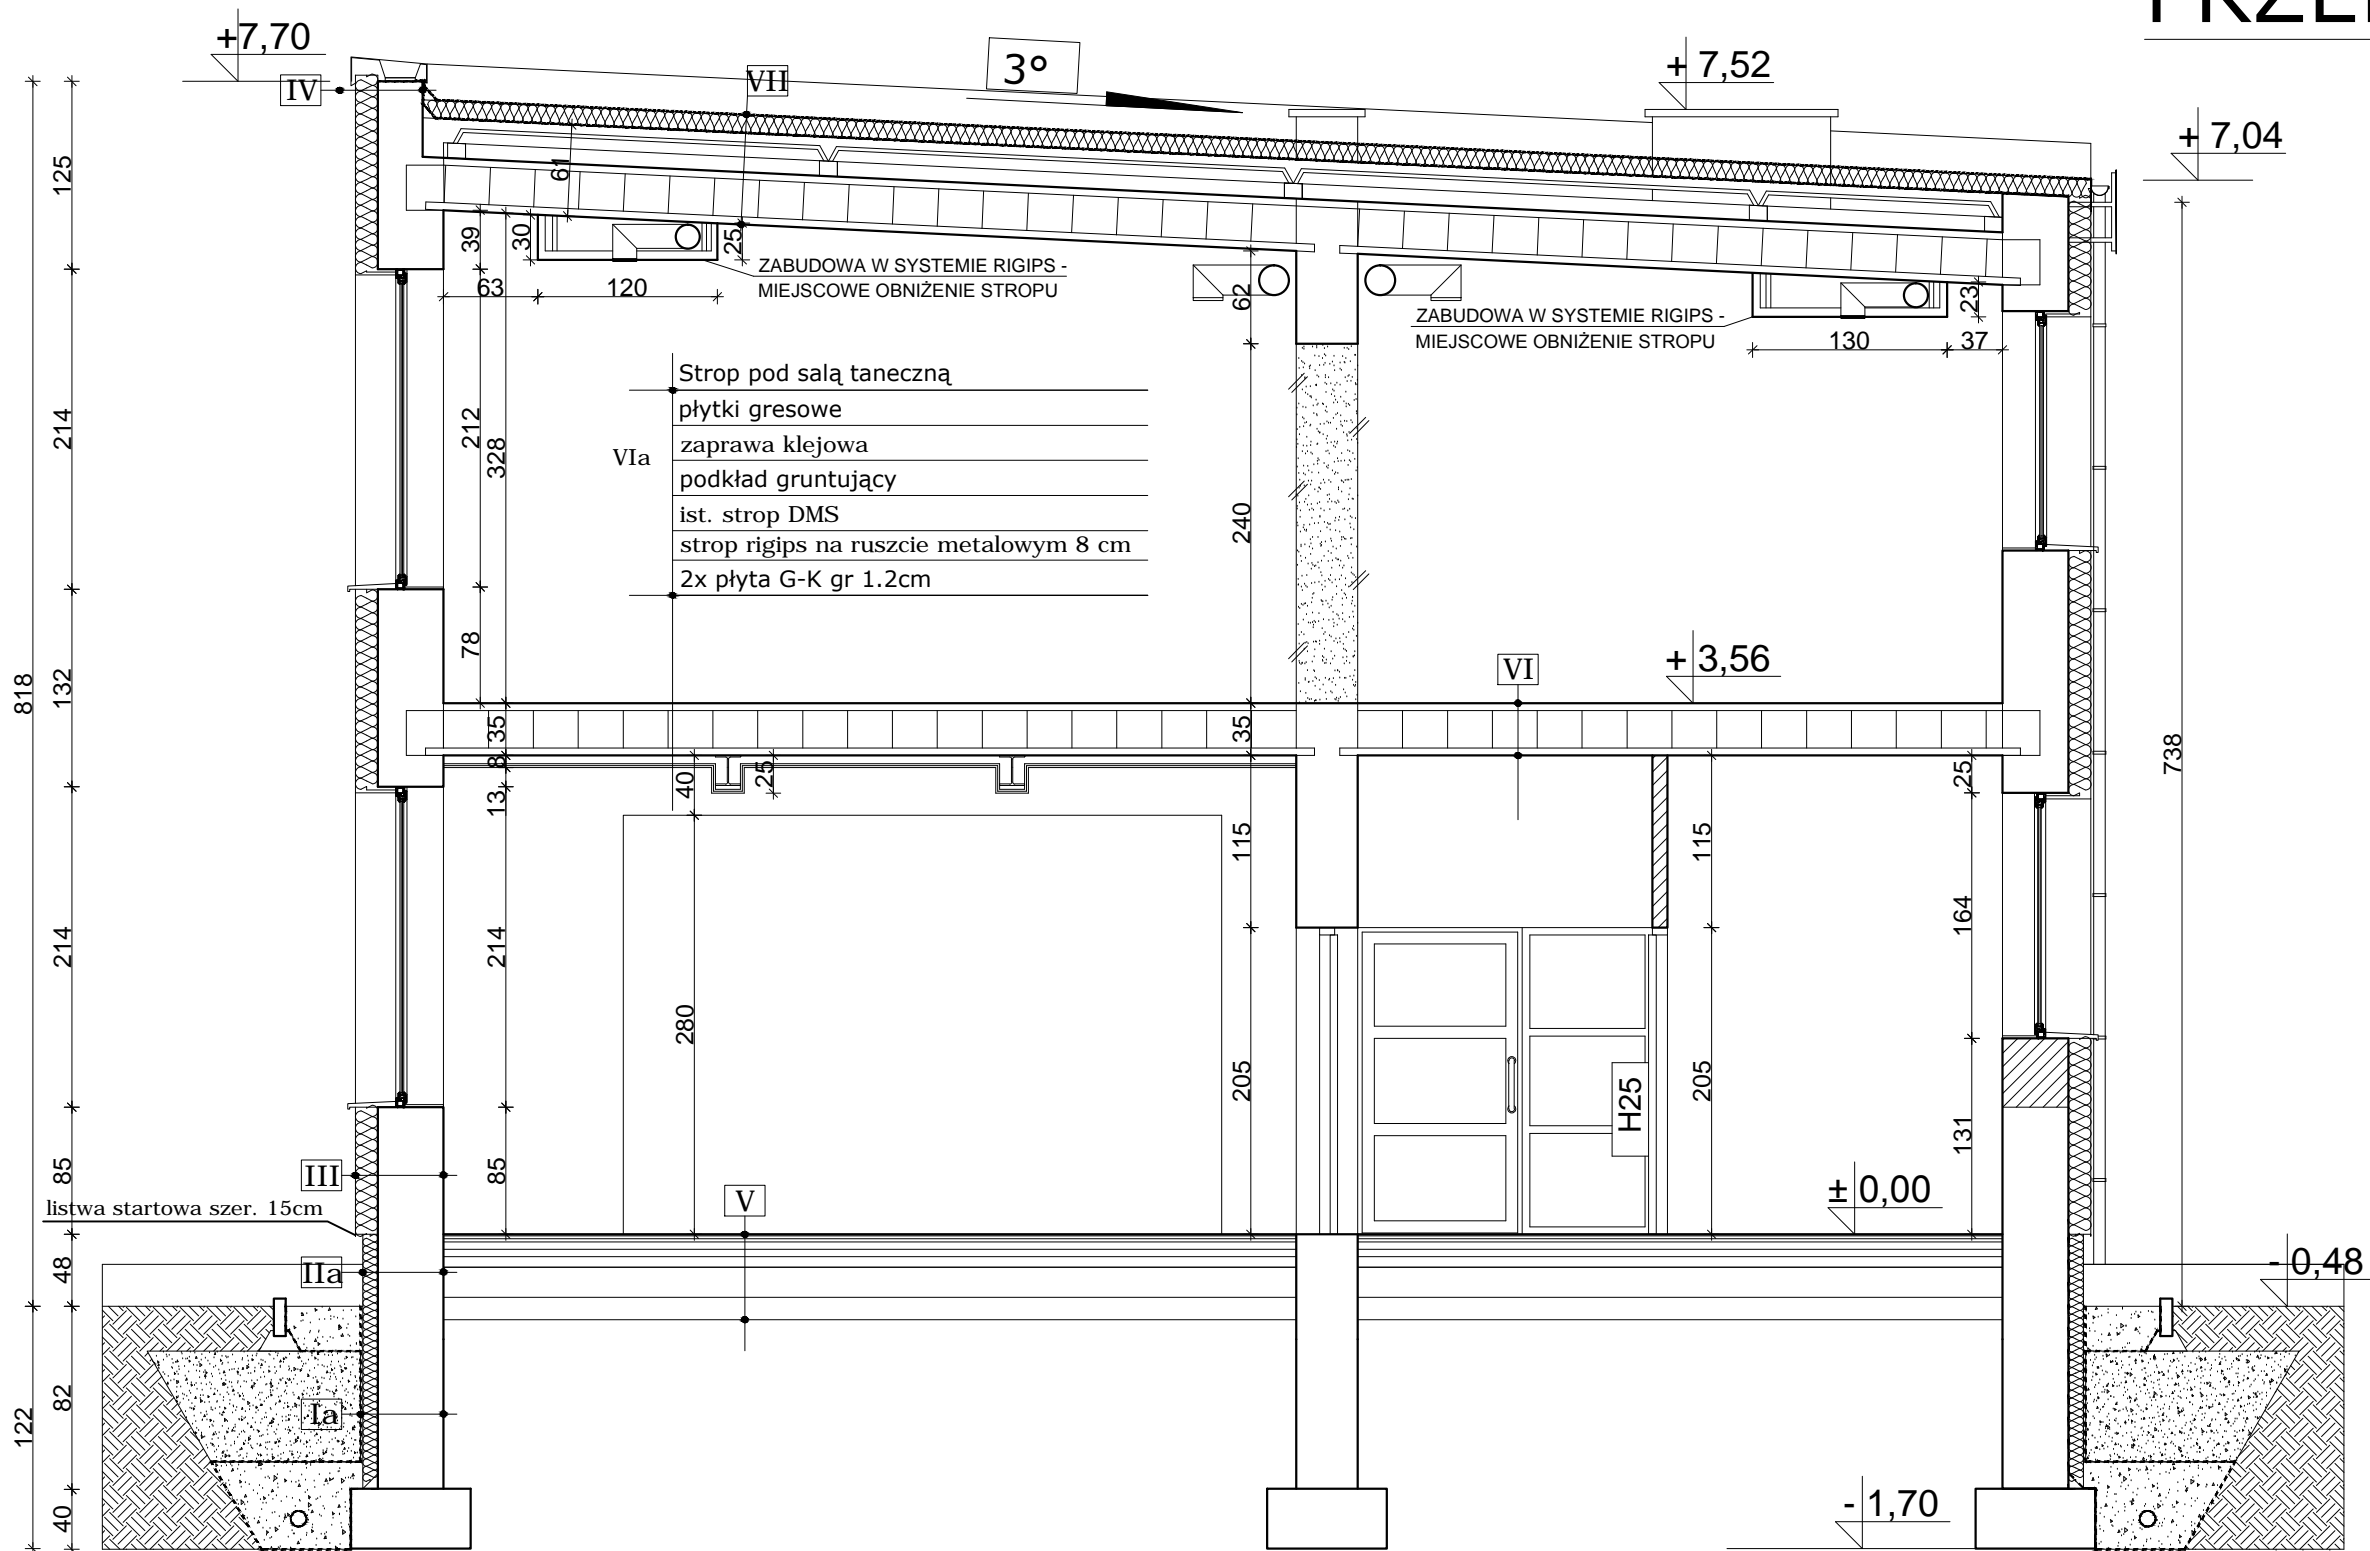 +7,70
3°
+ 7,52
+ 7,04
IV
VII
61
39
30
25
63
120
ZABUDOWA W SYSTEMIE RIGIPS -
MIEJSCOWE OBNIŻENIE STROPU
62
ZABUDOWA W SYSTEMIE RIGIPS -
MIEJSCOWE OBNIŻENIE STROPU
23
130
37
VIa
Strop pod salą taneczną
płytki gresowe
zaprawa klejowa
podkład gruntujący
ist. strop DMS
strop rigips na ruszcie metalowym 8 cm
2x płyta G-K gr 1.2cm
125
214
132
818
214
85
48
82
122
40
212
328
78
35
8
13
214
85
40
25
280
240
35
115
205
VI
+ 3,56
115
205
H25
25
164
131
738
± 0,00
- 0,48
- 1,70
III
listwa startowa szer. 15cm
IIa
Ia
V